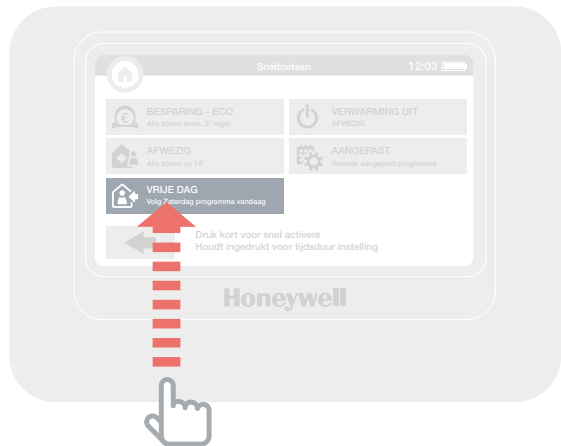 Sneltoetsen 12:03
BESPARING - ECO
Alle zones temp. 3° lager
VERWARMING UIT
AFWEZIG
AFWEZIG
Alle zones op 15°
AANGEPAST
Gebruik aangepast programma
VRIJE DAG
Volg Zaterdag programma vandaag
Druk kort voor snel activere
Houdt ingedrukt voor tijdsduur instelling
Honeywell